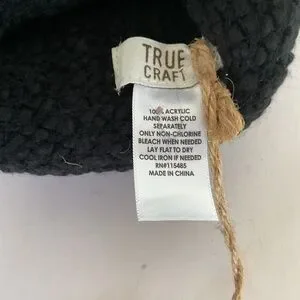 TRUE
CRAFT
100% ACRYLIC
HAND WASH COLD
SEPARATELY
ONLY NON-CHLORINE
BLEACH WHEN NEEDED
LAY FLAT TO DRY
COOL IRON IF NEEDED
RN#115485
MADE IN CHINA